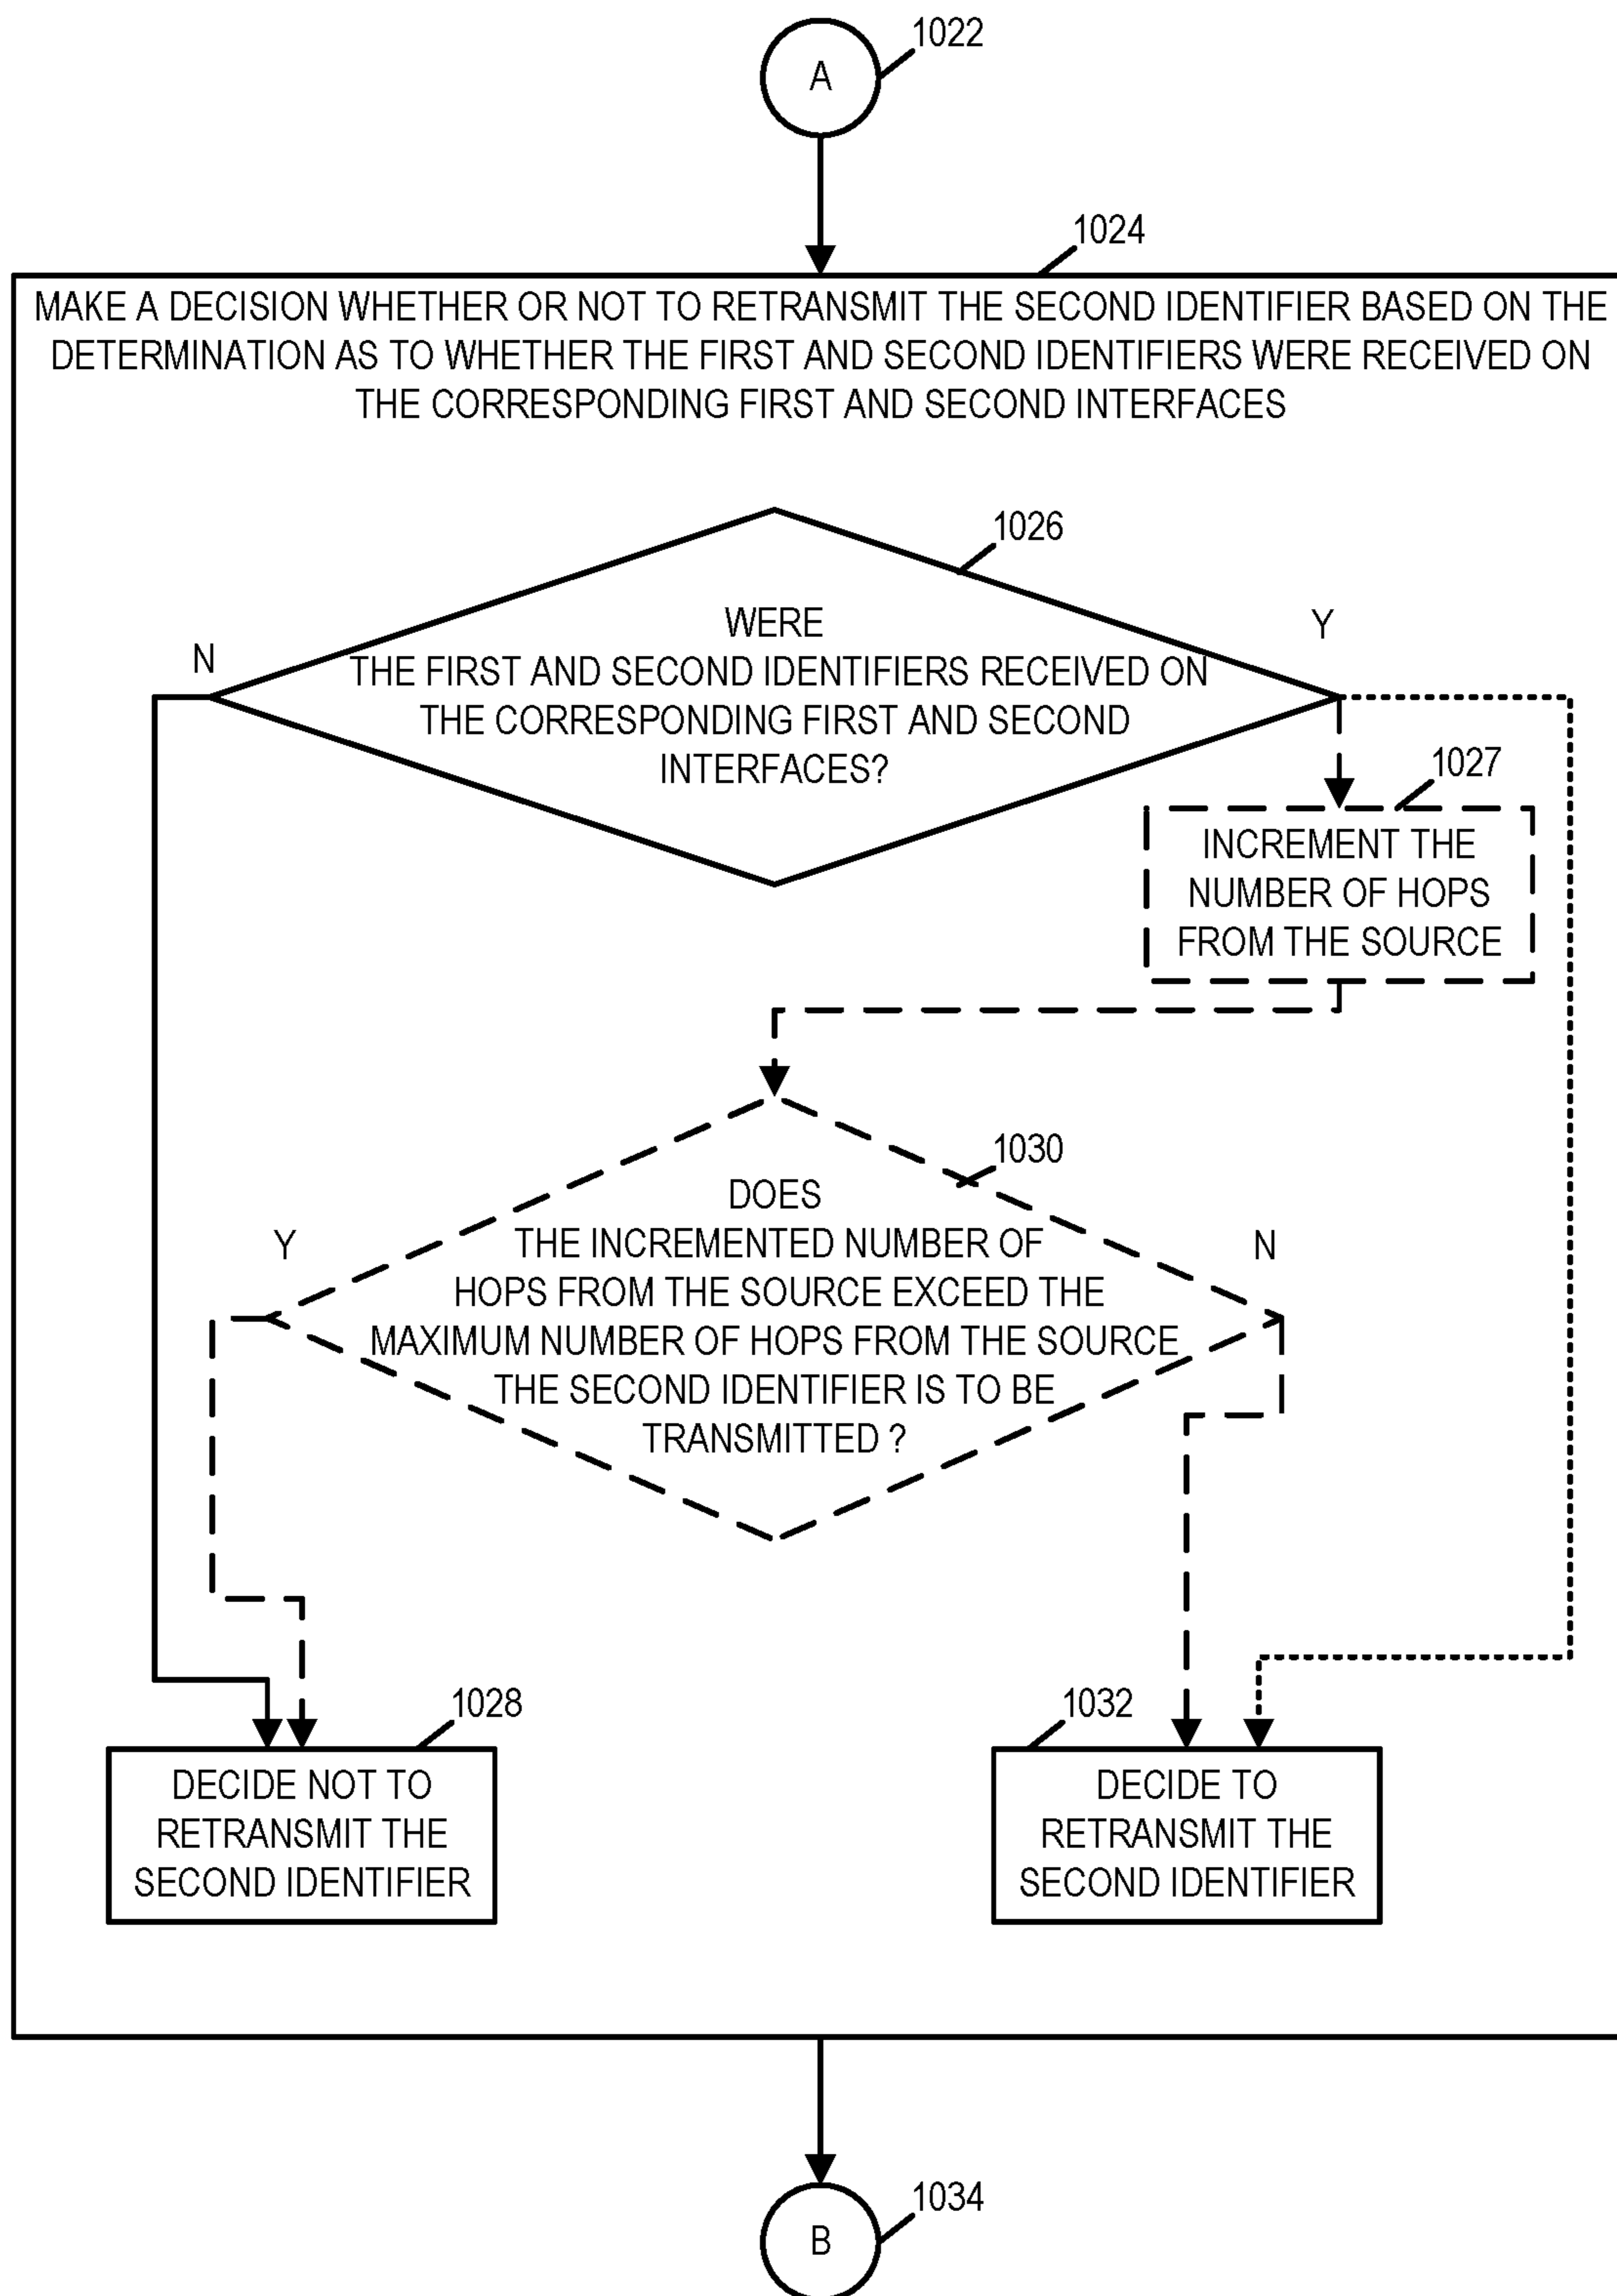 1022
A
1024
MAKE A DECISION WHETHER OR NOT TO RETRANSMIT THE SECOND IDENTIFIER BASED ON THE
DETERMINATION AS TO WHETHER THE FIRST AND SECOND IDENTIFIERS WERE RECEIVED ON
THE CORRESPONDING FIRST AND SECOND INTERFACES
1026
WERE
THE FIRST AND SECOND IDENTIFIERS RECEIVED ON
THE CORRESPONDING FIRST AND SECOND
INTERFACES?
N
Y
1027
INCREMENT THE
NUMBER OF HOPS
FROM THE SOURCE
1030
DOES
THE INCREMENTED NUMBER OF
HOPS FROM THE SOURCE EXCEED THE
MAXIMUM NUMBER OF HOPS FROM THE SOURCE
THE SECOND IDENTIFIER IS TO BE
TRANSMITTED ?
Y
N
1028
DECIDE NOT TO
RETRANSMIT THE
SECOND IDENTIFIER
1032
DECIDE TO
RETRANSMIT THE
SECOND IDENTIFIER
1034
B